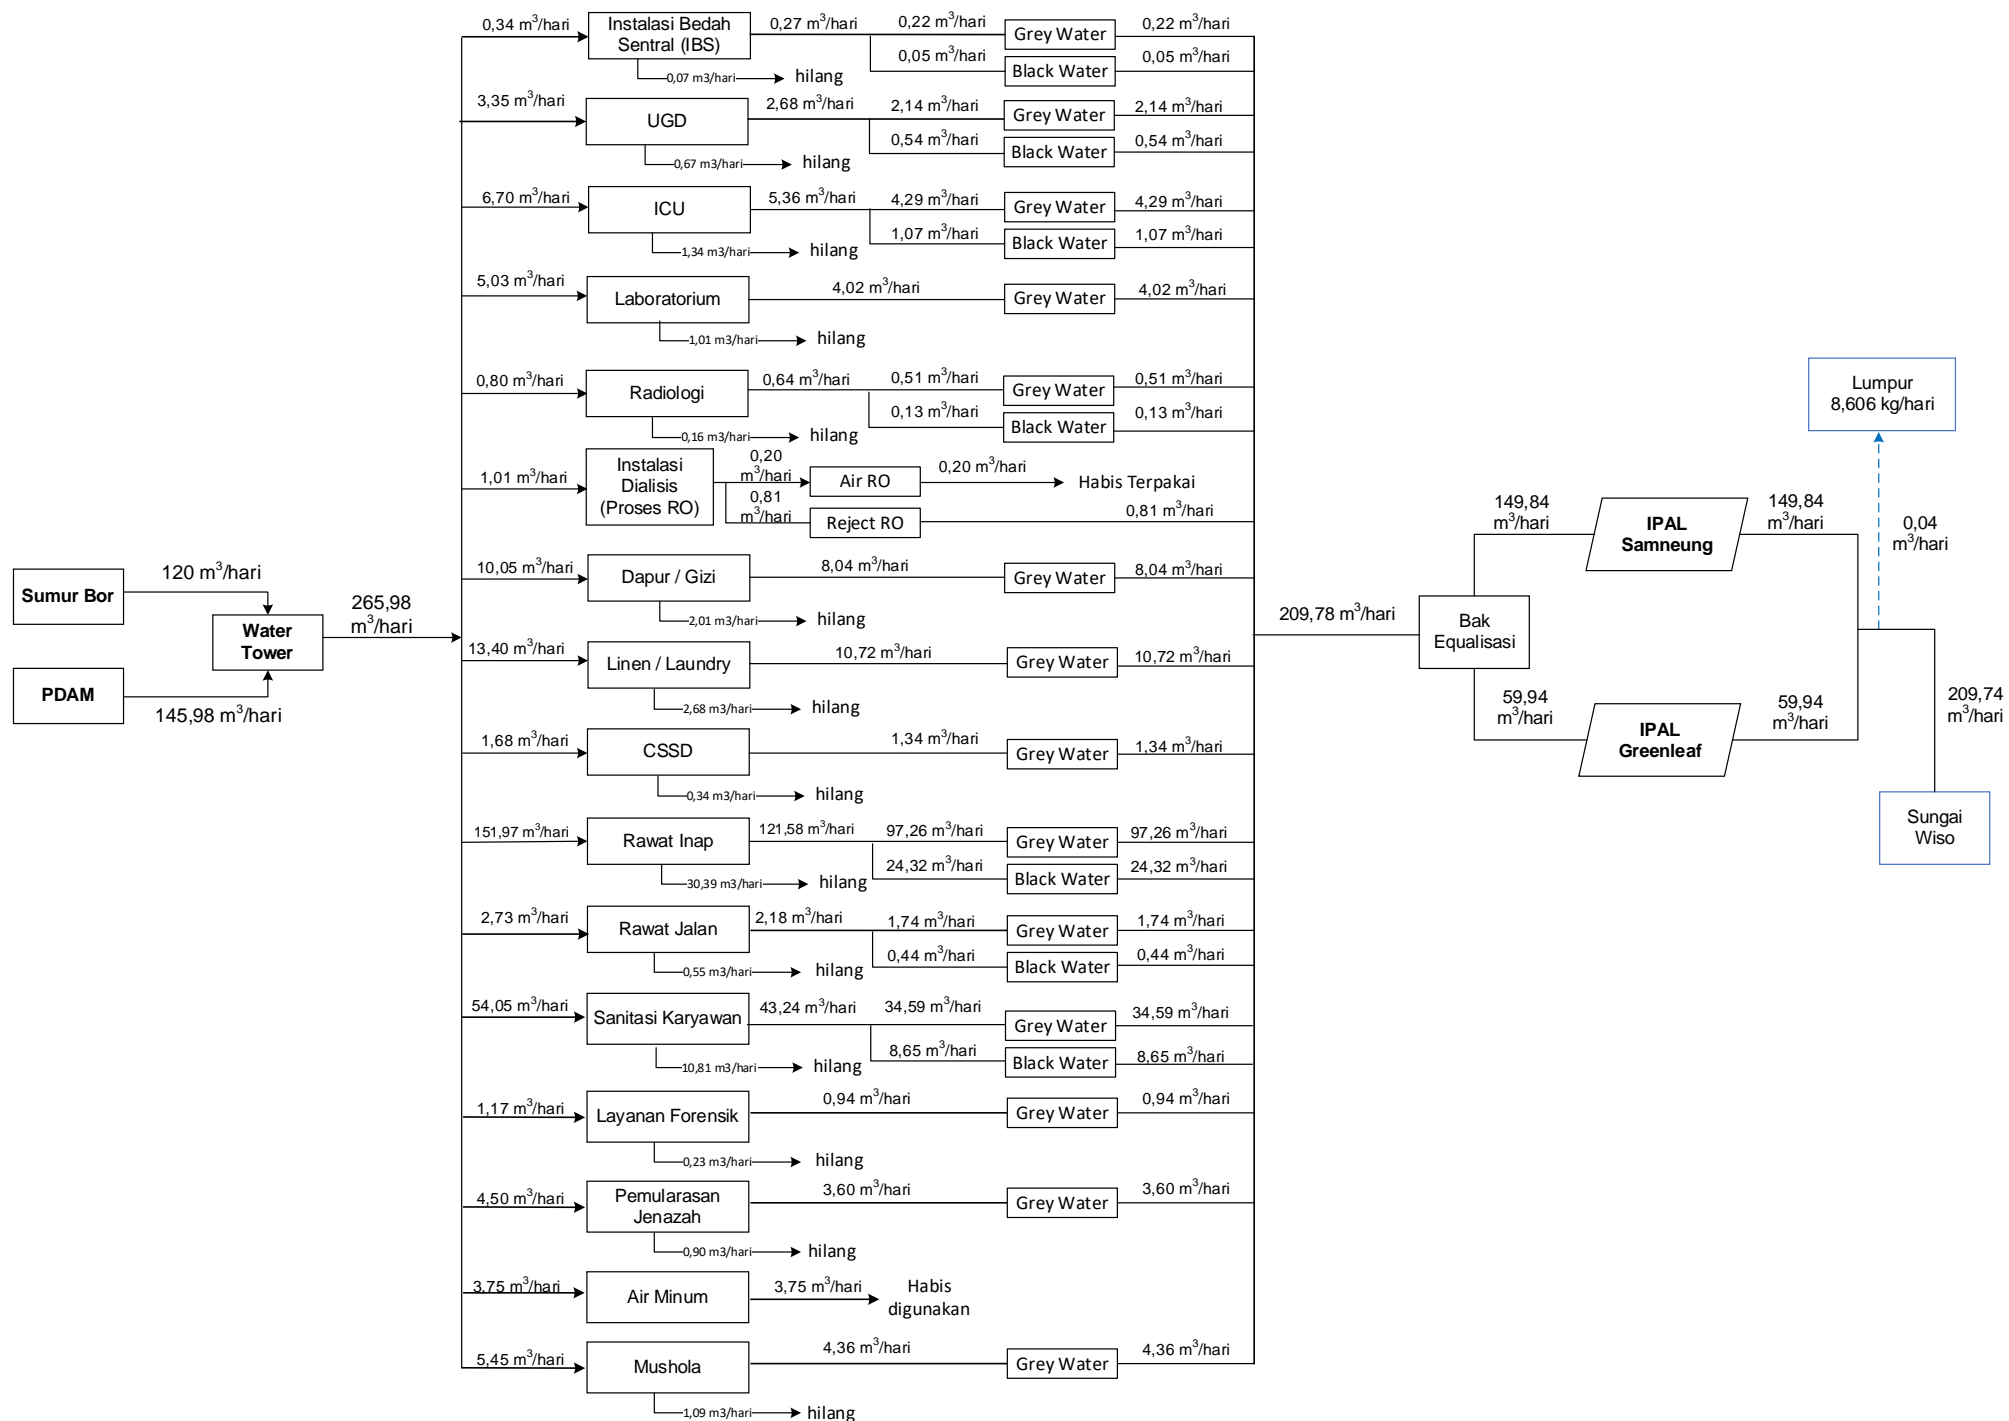 Sumur Bor
120 m³/hari
PDAM
145,98 m³/hari
Water
Tower
265,98
m³/hari
0,34 m³/hari
Instalasi Bedah
Sentral (IBS)
0,27 m³/hari
0,22 m³/hari
Grey Water
0,22 m³/hari
0,05 m³/hari
Black Water
0,05 m³/hari
0,07 m3/hari
hilang
3,35 m³/hari
UGD
2,68 m³/hari
2,14 m³/hari
Grey Water
2,14 m³/hari
0,54 m³/hari
Black Water
0,54 m³/hari
0,67 m3/hari
hilang
6,70 m³/hari
ICU
5,36 m³/hari
4,29 m³/hari
Grey Water
4,29 m³/hari
1,07 m³/hari
Black Water
1,07 m³/hari
1,34 m3/hari
hilang
5,03 m³/hari
Laboratorium
4,02 m³/hari
Grey Water
4,02 m³/hari
1,01 m3/hari
hilang
0,80 m³/hari
Radiologi
0,64 m³/hari
0,51 m³/hari
Grey Water
0,51 m³/hari
0,13 m³/hari
Black Water
0,13 m³/hari
0,16 m3/hari
hilang
1,01 m³/hari
Instalasi
Dialisis
(Proses RO)
0,20
m³/hari
Air RO
0,20 m³/hari
Habis Terpakai
0,81
m³/hari
Reject RO
0,81 m³/hari
10,05 m³/hari
Dapur / Gizi
8,04 m³/hari
Grey Water
8,04 m³/hari
2,01 m3/hari
hilang
13,40 m³/hari
Linen / Laundry
10,72 m³/hari
Grey Water
10,72 m³/hari
2,68 m3/hari
hilang
1,68 m³/hari
CSSD
1,34 m³/hari
Grey Water
1,34 m³/hari
0,34 m3/hari
hilang
151,97 m³/hari
Rawat Inap
121,58 m³/hari
97,26 m³/hari
Grey Water
97,26 m³/hari
24,32 m³/hari
Black Water
24,32 m³/hari
30,39 m3/hari
hilang
2,73 m³/hari
Rawat Jalan
2,18 m³/hari
1,74 m³/hari
Grey Water
1,74 m³/hari
0,44 m³/hari
Black Water
0,44 m³/hari
0,55 m3/hari
hilang
54,05 m³/hari
Sanitasi Karyawan
43,24 m³/hari
34,59 m³/hari
Grey Water
34,59 m³/hari
8,65 m³/hari
Black Water
8,65 m³/hari
10,81 m3/hari
hilang
1,17 m³/hari
Layanan Forensik
0,94 m³/hari
Grey Water
0,94 m³/hari
0,23 m3/hari
hilang
4,50 m³/hari
Pemularasan
Jenazah
3,60 m³/hari
Grey Water
3,60 m³/hari
0,90 m3/hari
hilang
3,75 m³/hari
Air Minum
3,75 m³/hari
Habis
digunakan
5,45 m³/hari
Mushola
4,36 m³/hari
Grey Water
4,36 m³/hari
1,09 m3/hari
hilang
209,78 m³/hari
Bak
Equalisasi
149,84
m³/hari
IPAL
Samneung
149,84
m³/hari
59,94
m³/hari
IPAL
Greenleaf
59,94
m³/hari
Lumpur
8,606 kg/hari
0,04
m³/hari
209,74
m³/hari
Sungai
Wiso